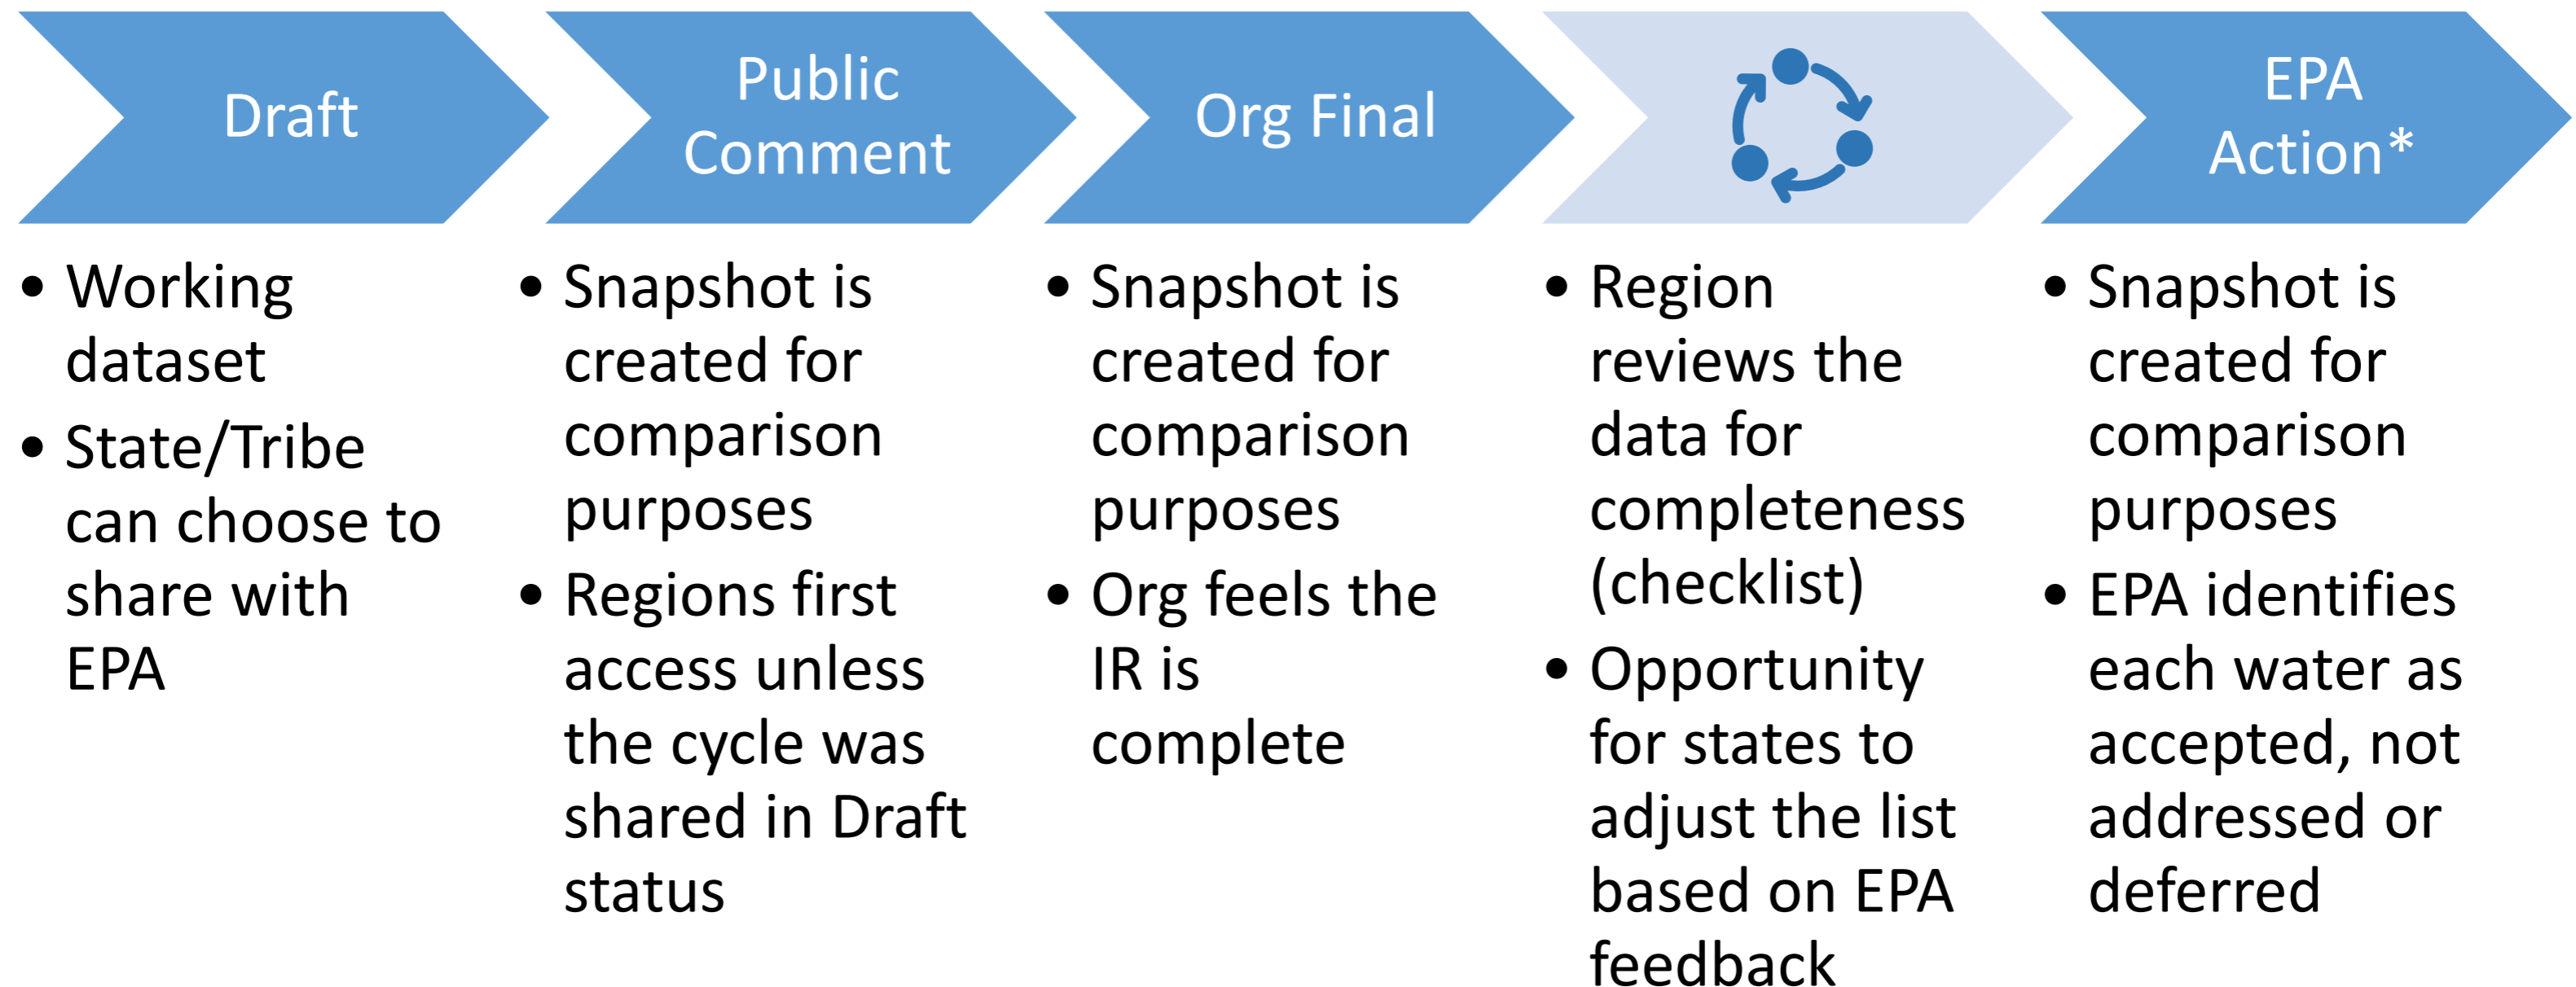 Draft
Public
Comment
Org Final
EPA
Action*
• Working
dataset
• State/Tribe
can choose to
share with
EPA
• Snapshot is
created for
comparison
purposes
• Regions first
access unless
the cycle was
shared in Draft
status
• Snapshot is
created for
comparison
purposes
• Org feels the
IR is
complete
• Region
reviews the
data for
completeness
(checklist)
• Opportunity
for states to
adjust the list
based on EPA
feedback
• Snapshot is
created for
comparison
purposes
• EPA identifies
each water as
accepted, not
addressed or
deferred